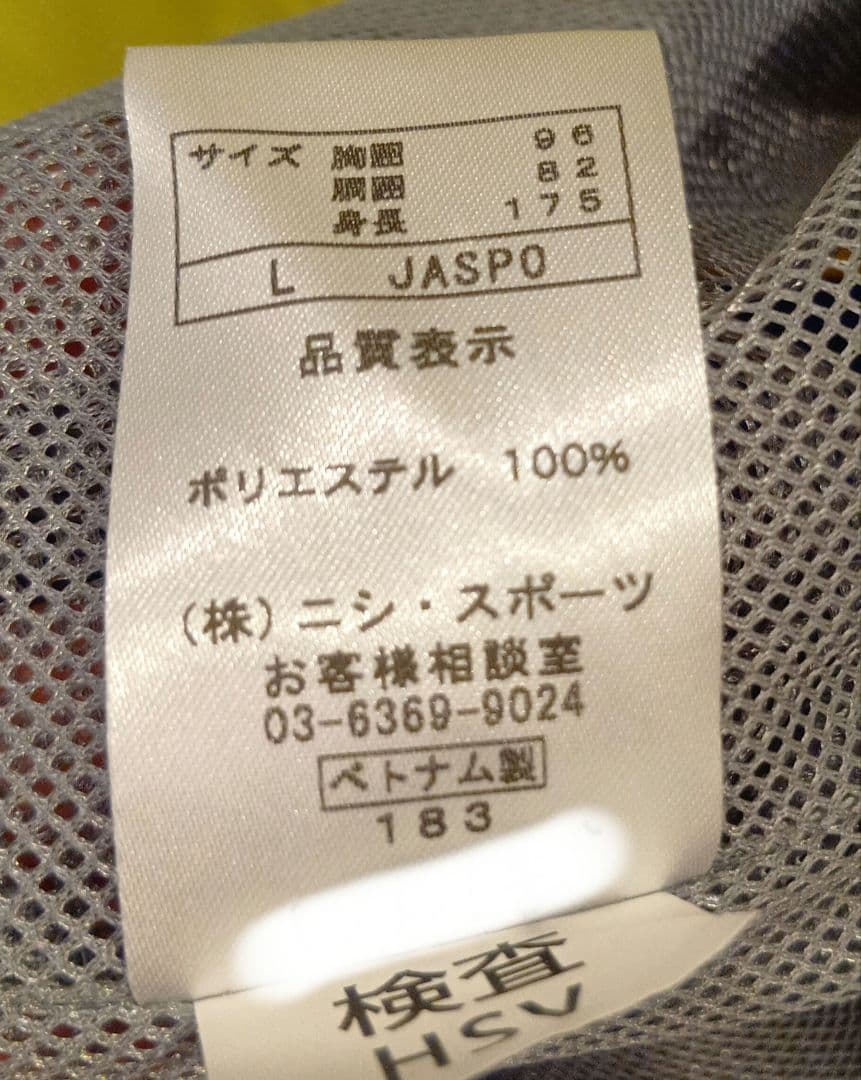 サイズ 胸囲 96
胴囲 82
身長 175
L JASPO
品質表示
ポリエステル 100%
(株)ニシ・スポーツ
お客様相談室
03-6369-9024
ベトナム製
183
検査
HSV